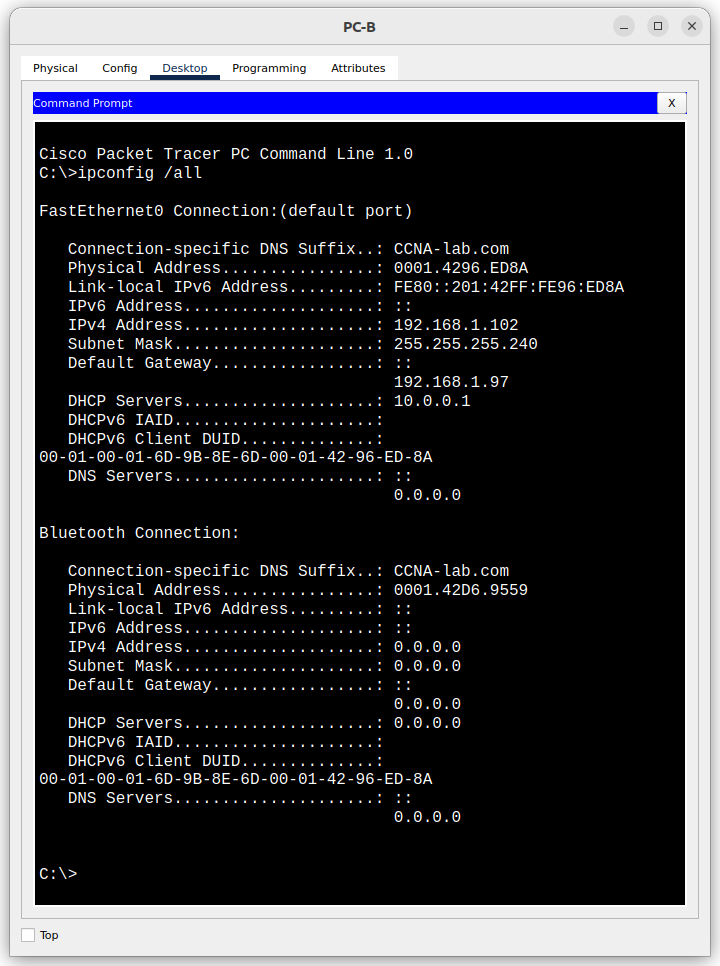 PC-B
Physical Config Desktop Programming Attributes
Command Prompt X
Cisco Packet Tracer PC Command Line 1.0
C:\>ipconfig /all
FastEthernet0 Connection:(default port)
Connection-specific DNS Suffix..: CCNA-lab.com
Physical Address................: 0001.4296.ED8A
Link-local IPv6 Address.........: FE80::201:42FF:FE96:ED8A
IPv6 Address....................: ::
IPv4 Address....................: 192.168.1.102
Subnet Mask.....................: 255.255.255.240
Default Gateway.................: ::
192.168.1.97
DHCP Servers....................: 10.0.0.1
DHCPv6 IAID.....................:
DHCPv6 Client DUID..............:
00-01-00-01-6D-9B-8E-6D-00-01-42-96-ED-8A
DNS Servers.....................: ::
0.0.0.0
Bluetooth Connection:
Connection-specific DNS Suffix..: CCNA-lab.com
Physical Address................: 0001.42D6.9559
Link-local IPv6 Address.........: ::
IPv6 Address....................: ::
IPv4 Address....................: 0.0.0.0
Subnet Mask.....................: 0.0.0.0
Default Gateway.................: ::
0.0.0.0
DHCP Servers....................: 0.0.0.0
DHCPv6 IAID.....................:
DHCPv6 Client DUID..............:
00-01-00-01-6D-9B-8E-6D-00-01-42-96-ED-8A
DNS Servers.....................: ::
0.0.0.0
C:\>
Top